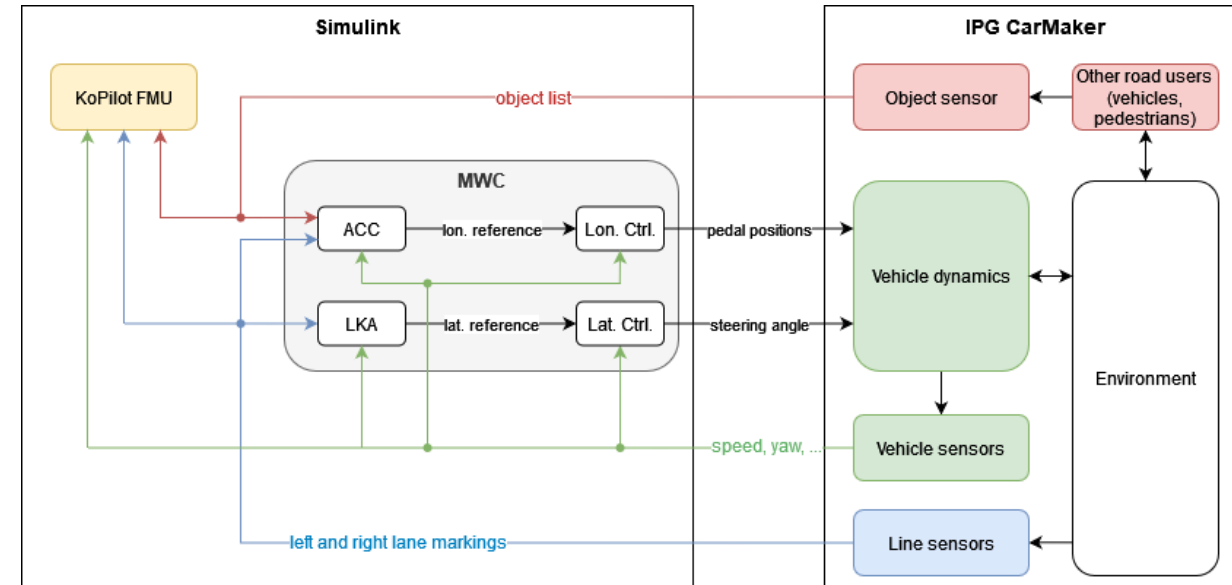 Simulink
IPG CarMaker
KoPilot FMU
object list
Object sensor
Other road users
(vehicles,
pedestrians)
MWC
ACC
lon. reference
Lon. Ctrl.
pedal positions
Vehicle dynamics
LKA
lat. reference
Lat. Ctrl.
steering angle
Environment
speed, yaw, ...
Vehicle sensors
left and right lane markings
Line sensors